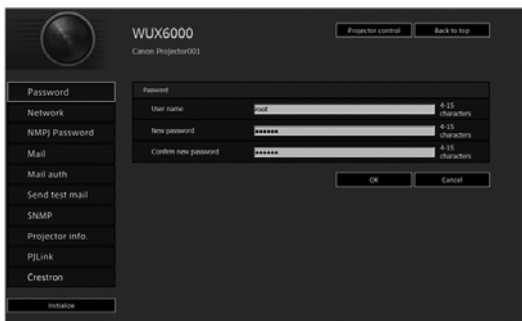 WUX6000
Canon Projector001
Projector control
Back to top
Password
Network
NMPJ Password
Mail
Mail auth
Send test mail
SNMP
Projector info.
PJLink
Crestron
Initialize
Password
User name
root
4-15
characters
New password
••••••
4-15
characters
Confirm new password
••••••
4-15
characters
OK
Cancel